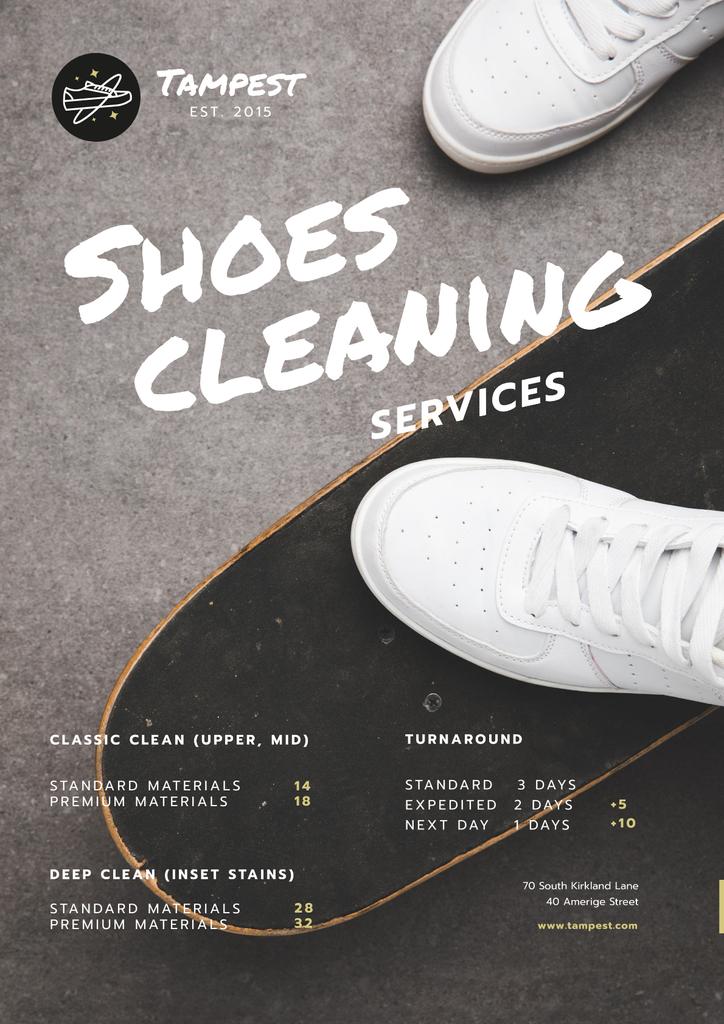 TAMPEST
EST. 2015
SHOES
CLEANING
SERVICES
CLASSIC CLEAN (UPPER, MID)
STANDARD MATERIALS 14
PREMIUM MATERIALS 18
DEEP CLEAN (INSET STAINS)
STANDARD MATERIALS 28
PREMIUM MATERIALS 32
TURNAROUND
STANDARD 3 DAYS
EXPEDITED 2 DAYS +5
NEXT DAY 1 DAYS +10
70 South Kirkland Lane
40 Amerige Street
www.tampest.com